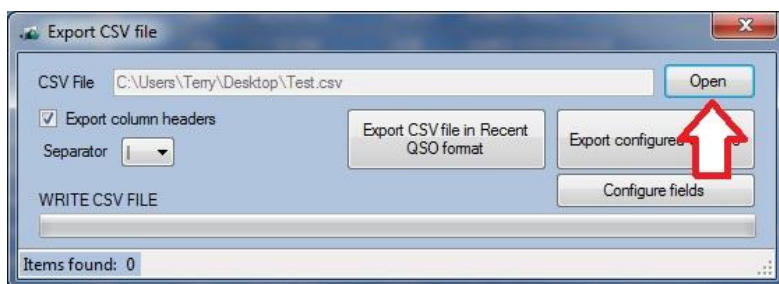 Export CSV file
CSV File C:\Users\Terry\Desktop\Test.csv Open
Export column headers
Separator |
Export CSV file in Recent
QSO format
Export configured
Configure fields
WRITE CSV FILE
Items found: 0